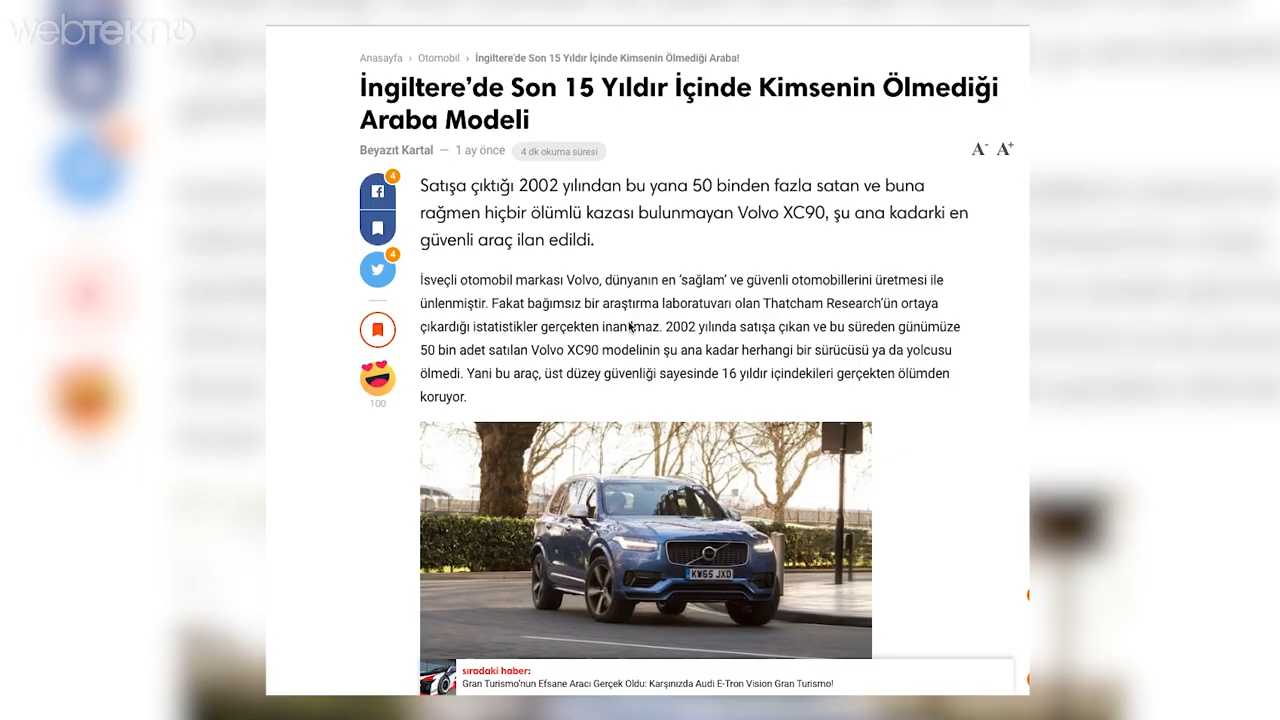 webtekno
Anasayfa › Otomobil › İngiltere'de Son 15 Yıldır İçinde Kimsenin Ölmediği Araba!
İngiltere’de Son 15 Yıldır İçinde Kimsenin Ölmediği
Araba Modeli
Beyazıt Kartal — 1 ay önce 4 dk okuma süresi
A- A+
4
Satışa çıktığı 2002 yılından bu yana 50 binden fazla satan ve buna
rağmen hiçbir ölümlü kazası bulunmayan Volvo XC90, şu ana kadarki en
güvenli araç ilan edildi.
4
İsveçli otomobil markası Volvo, dünyanın en ‘sağlam’ ve güvenli otomobillerini üretmesi ile
ünlenmiştir. Fakat bağımsız bir araştırma laboratuvarı olan Thatcham Research’ün ortaya
çıkardığı istatistikler gerçekten inanılmaz. 2002 yılında satışa çıkan ve bu süreden günümüze
50 bin adet satılan Volvo XC90 modelinin şu ana kadar herhangi bir sürücüsü ya da yolcusu
ölmedi. Yani bu araç, üst düzey güvenliği sayesinde 16 yıldır içindekileri gerçekten ölümden
koruyor.
100
KW65 JXD
sıradaki haber:
Gran Turismo’nun Efsane Aracı Gerçek Oldu: Karşınızda Audi E-Tron Vision Gran Turismo!